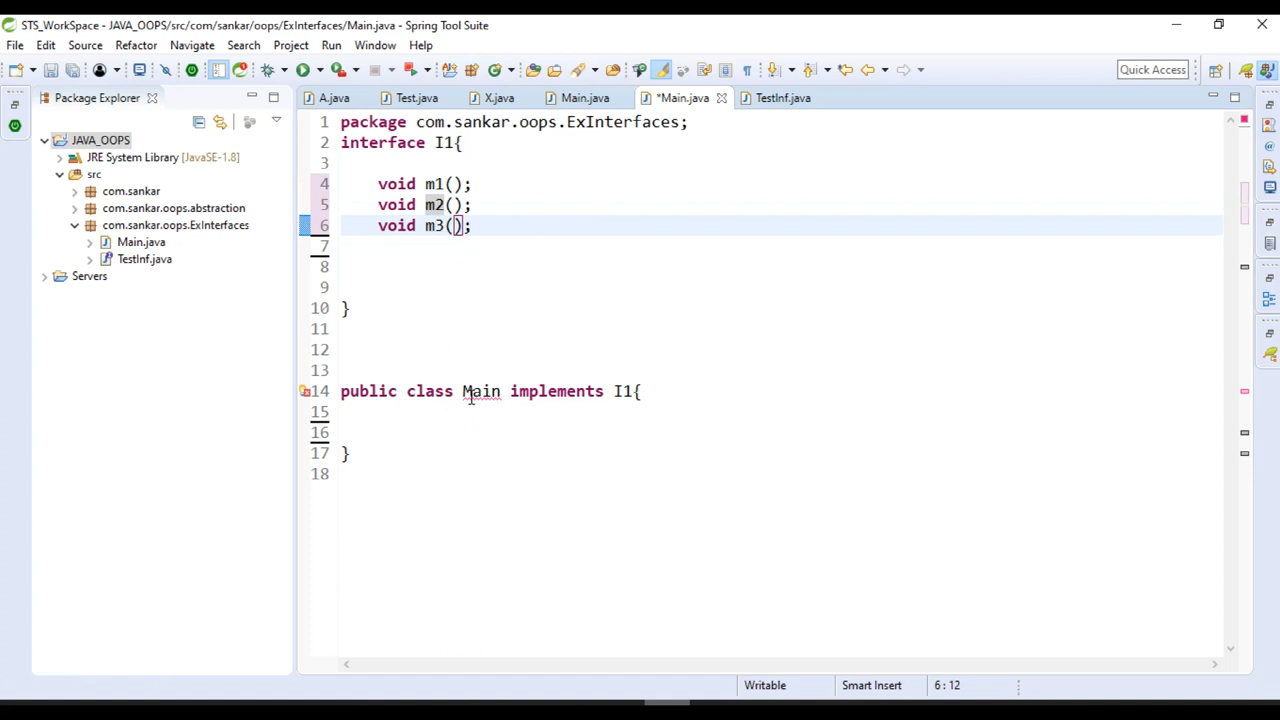 STS_WorkSpace - JAVA_OOPS/src/com/sankar/oops/ExInterfaces/Main.java - Spring Tool Suite
File Edit Source Refactor Navigate Search Project Run Window Help
Quick Access
Package Explorer
A.java Test.java X.java Main.java *Main.java TestInf.java
JAVA_OOPS
JRE System Library [JavaSE-1.8]
src
com.sankar
com.sankar.oops.abstraction
com.sankar.oops.ExInterfaces
Main.java
TestInf.java
Servers
1 package com.sankar.oops.ExInterfaces;
2 interface I1{
3
4 void m1();
5 void m2();
6 void m3();
7
8
9
10 }
11
12
13
14 public class Main implements I1{
15
16
17 }
18
Writable Smart Insert 6 : 12